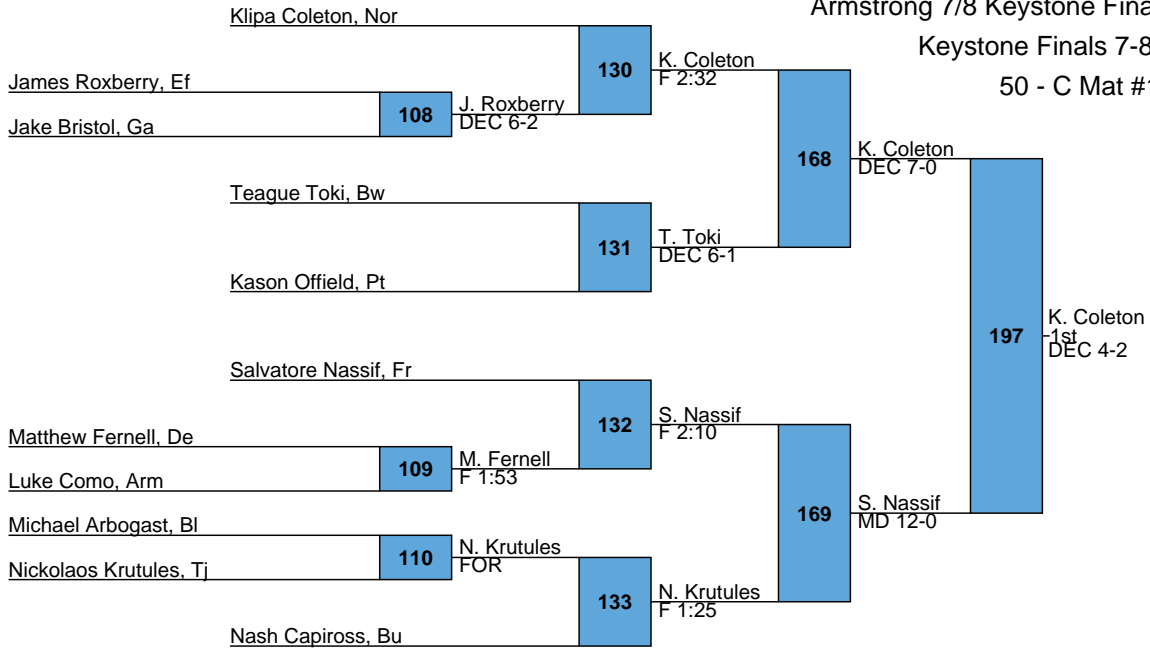 Armstrong 7/8 Keystone Fina
Keystone Finals 7-8
50 - C Mat #1
Klipa Coleton, Nor
James Roxberry, Ef
Jake Bristol, Ga
108
J. Roxberry
DEC 6-2
130
K. Coleton
F 2:32
Teague Toki, Bw
Kason Offield, Pt
131
T. Toki
DEC 6-1
168
K. Coleton
DEC 7-0
Salvatore Nassif, Fr
Matthew Fernell, De
Luke Como, Arm
109
M. Fernell
F 1:53
132
S. Nassif
F 2:10
Michael Arbogast, Bl
Nickolaos Krutules, Tj
110
N. Krutules
FOR
Nash Capiross, Bu
133
N. Krutules
F 1:25
169
S. Nassif
MD 12-0
197
K. Coleton
1st
DEC 4-2